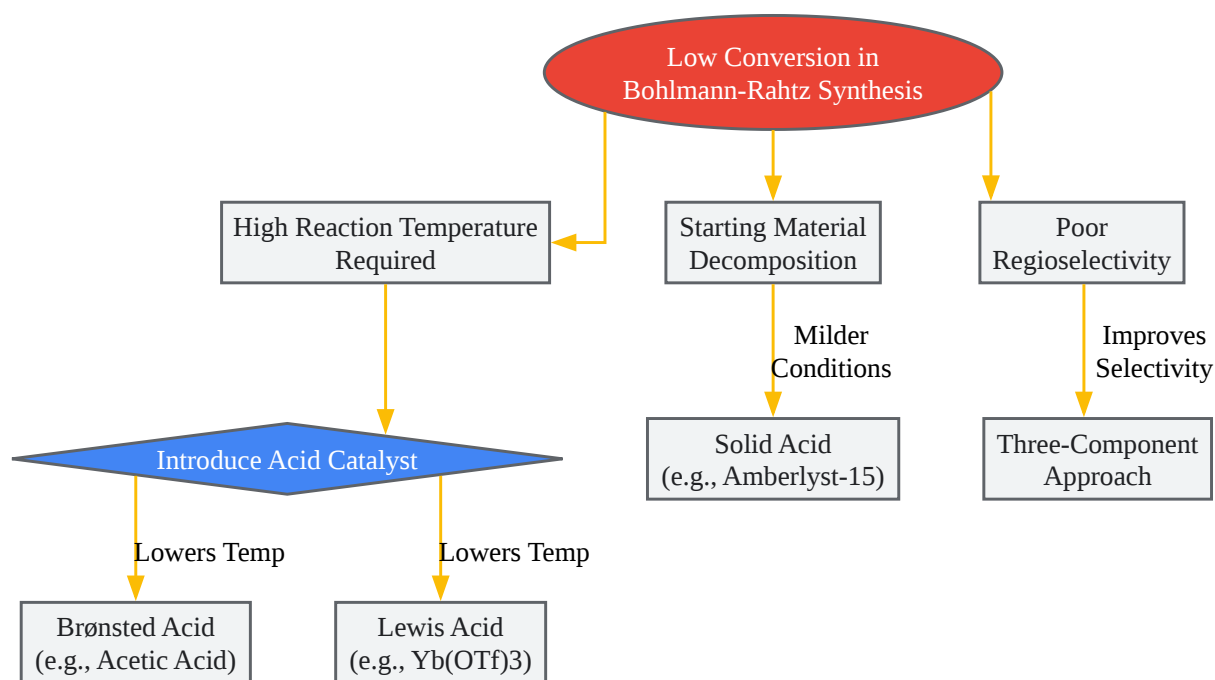 Low Conversion in
Bohlmann-Rahtz Synthesis
High Reaction Temperature
Required
Starting Material
Decomposition
Poor
Regioselectivity
Milder
Conditions
Improves
Selectivity
Introduce Acid Catalyst
Solid Acid
(e.g., Amberlyst-15)
Three-Component
Approach
Lowers Temp
Lowers Temp
Brønsted Acid
(e.g., Acetic Acid)
Lewis Acid
(e.g., Yb(OTf)3)